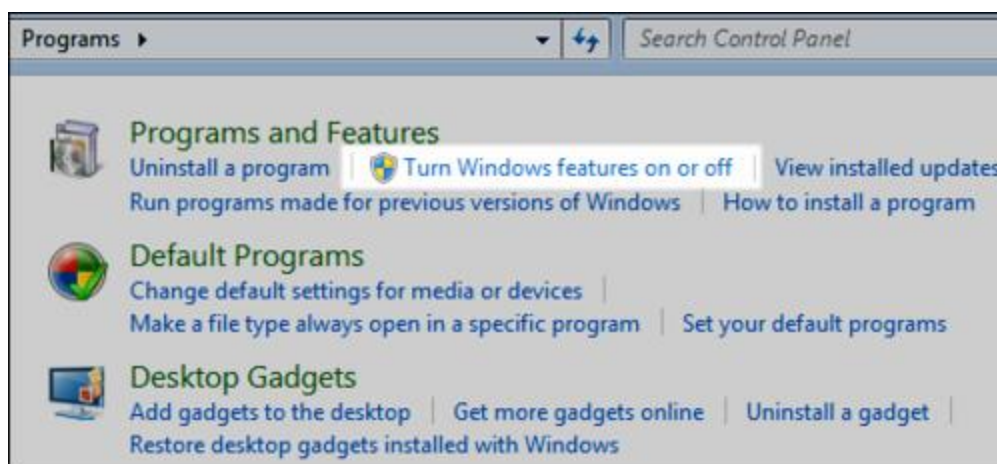 Programs Search Control Panel
Programs and Features
Uninstall a program Turn Windows features on or off View installed updates
Run programs made for previous versions of Windows How to install a program
Default Programs
Change default settings for media or devices
Make a file type always open in a specific program Set your default programs
Desktop Gadgets
Add gadgets to the desktop Get more gadgets online Uninstall a gadget
Restore desktop gadgets installed with Windows